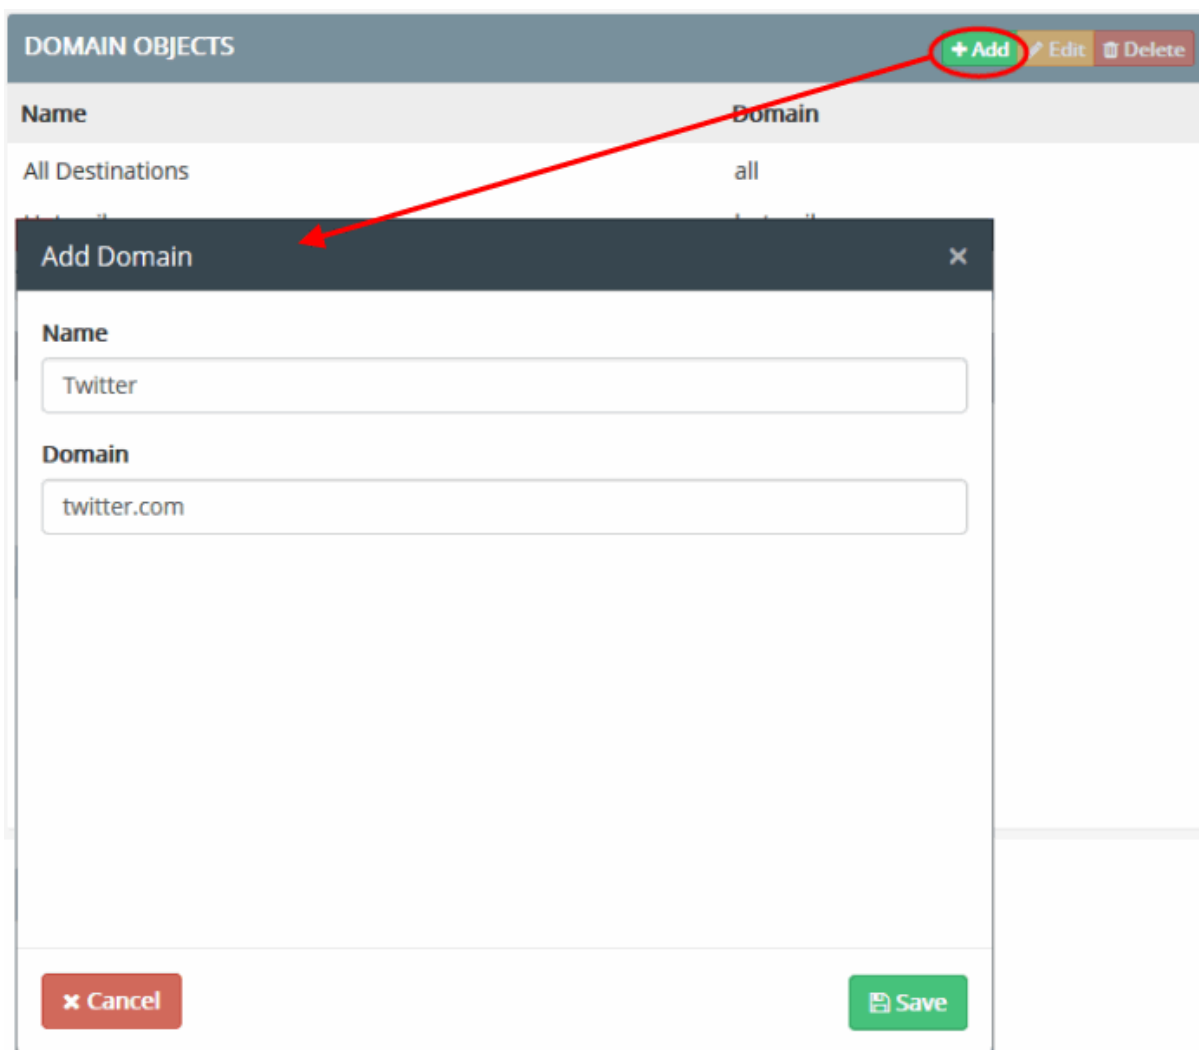 DOMAIN OBJECTS
Add Edit Delete
Name Domain
All Destinations all
Add Domain ×
Name
Twitter
Domain
twitter.com
Cancel Save